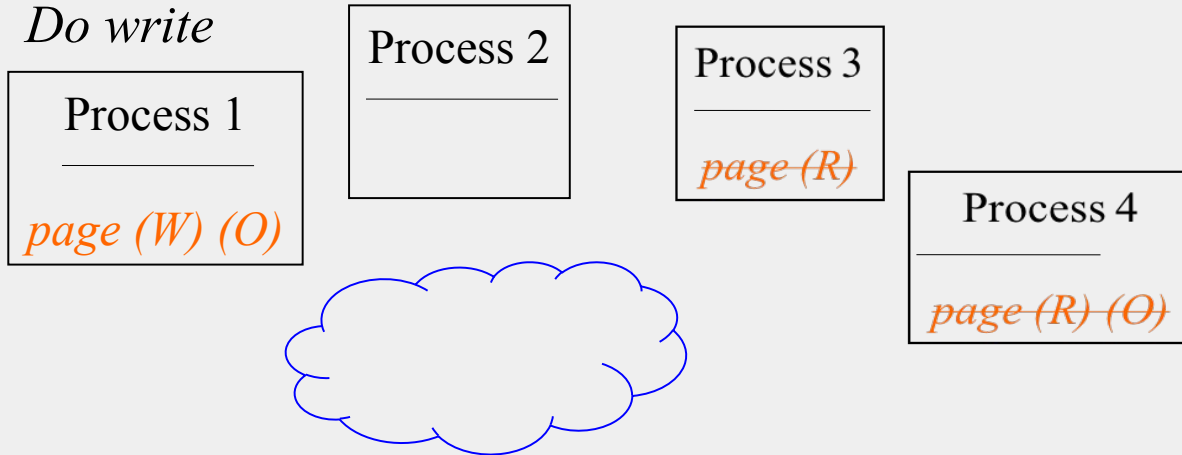 Do write
Process 1
page (W) (O)
Process 2
Process 3
page (R)
Process 4
page (R) (O)